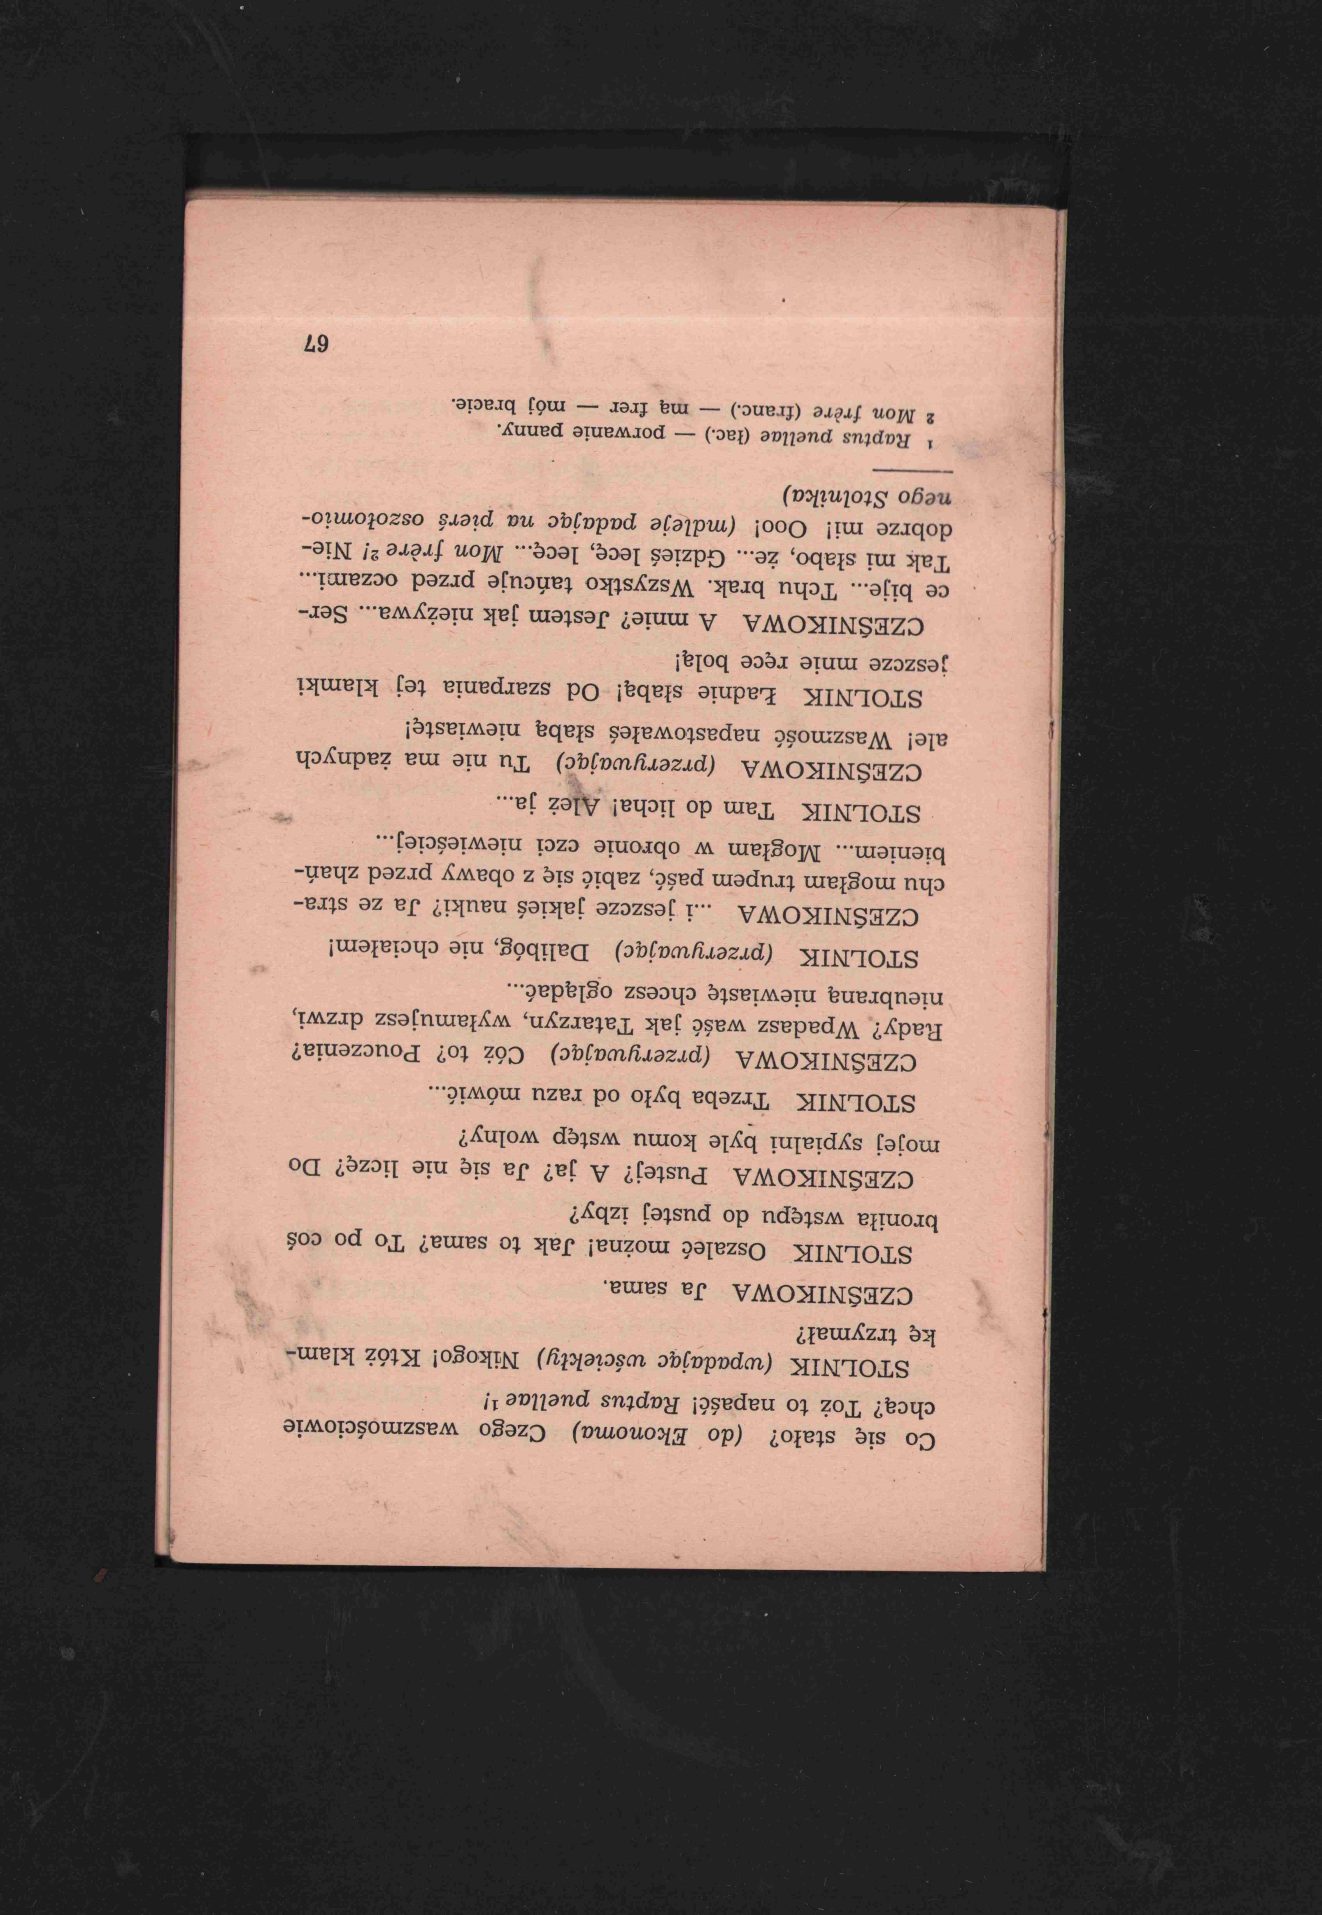 Co się stało? (do Ekonoma) Czego waszmościowie
chcą? Toż to napaść! Raptus puellae ¹!
STOLNIK (wpadając wściekły) Nikogo! Któż klam-
kę trzymał?
CZEŚNIKOWA Ja sama.
STOLNIK Oszaleć można! Jak to sama? To po coś
broniła wstępu do pustej izby?
CZEŚNIKOWA Pustej? A ja? Ja się nie liczę? Do
mojej sypialni byle komu wstęp wolny?
STOLNIK Trzeba było od razu mówić...
CZEŚNIKOWA (przerywając) Cóż to? Pouczenia?
Rady? Wpadasz waść jak Tatarzyn, wyłamujesz drzwi,
nieubraną niewiastę chcesz oglądać...
STOLNIK (przerywając) Dalibóg, nie chciałem!
CZEŚNIKOWA ...i jeszcze jakieś nauki? Ja ze stra-
chu mogłam trupem paść, zabić się z obawy przed zhań-
bieniem... Mogłam w obronie czci niewieściej...
STOLNIK Tam do licha! Ależ ja...
CZEŚNIKOWA (przerywając) Tu nie ma żadnych
ale! Waszmość napastowałeś słabą niewiastę!
STOLNIK Ładnie słabą! Od szarpania tej klamki
jeszcze mnie ręce bolą!
CZEŚNIKOWA A mnie? Jestem jak nieżywa... Ser-
ce bije... Tchu brak. Wszystko tańcuje przed oczami...
Tak mi słabo, że... Gdzieś lecę, lecę... Mon frère ²! Nie-
dobrze mi! Ooo! (mdleje padając na pierś oszołomio-
nego Stolnika)
¹ Raptus puellae (łac.) — porwanie panny.
² Mon frère (franc.) — mą frer — mój bracie.
67